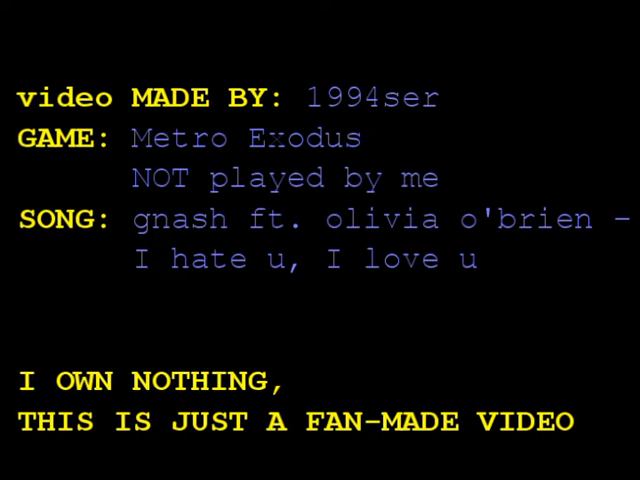 video MADE BY: 1994ser
GAME: Metro Exodus
NOT played by me
SONG: gnash ft. olivia o'brien -
I hate u, I love u
I OWN NOTHING,
THIS IS JUST A FAN-MADE VIDEO